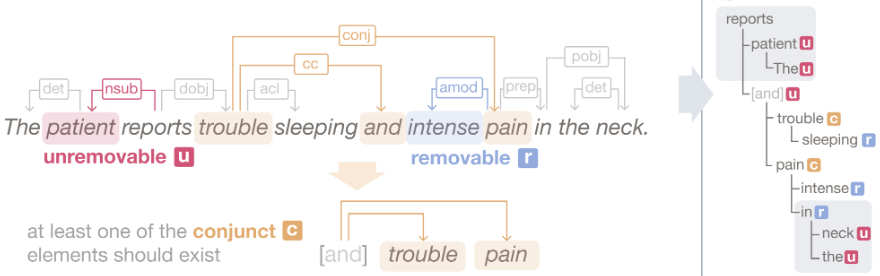 conj
cc
pobj
det
nsub
dobj
acl
amod
prep
det
The patient reports trouble sleeping and intense pain in the neck.
unremovable u
removable r
at least one of the conjunct c
elements should exist
[and] trouble pain
reports
patient u
The u
[and] u
trouble c
sleeping r
pain c
intense r
in r
neck u
the u